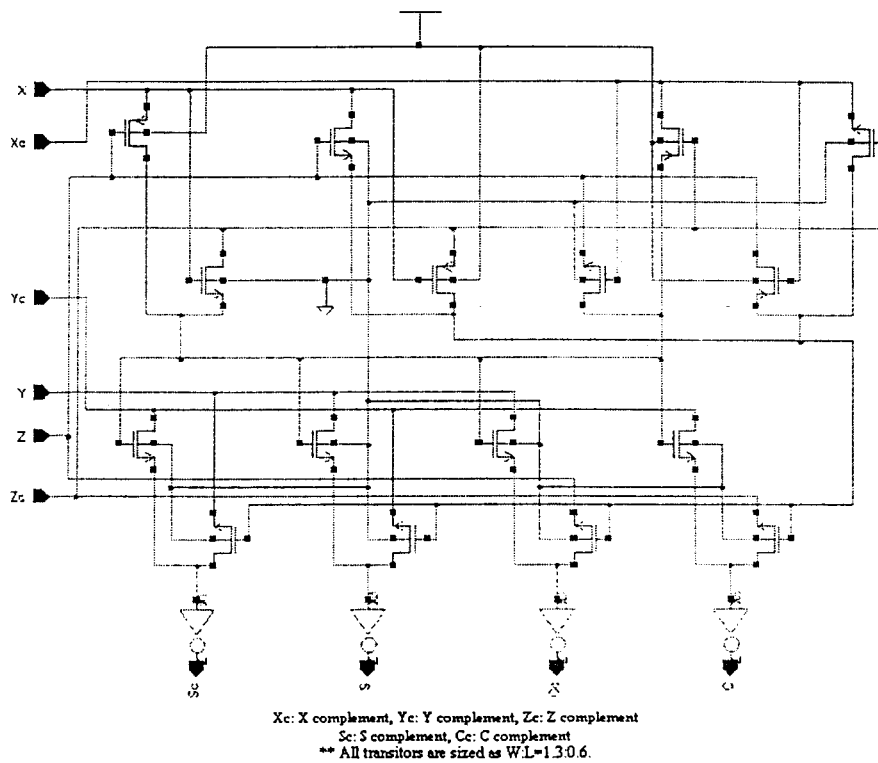 X
Xc
Yc
Y
Z
Zc
Sc
S
C
Xc: X complement, Yc: Y complement, Zc: Z complement
Sc: S complement, Cc: C complement
** All transitors are sized as W:L=1.3:0.6.